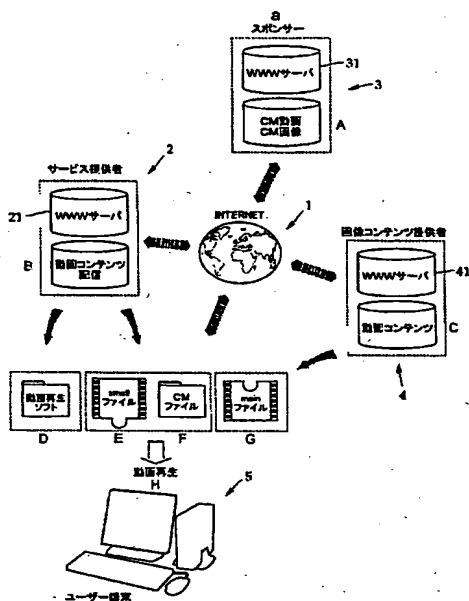 a
スポンサー
WWWサーバ
31
3
CM動画
CM画像
A
サービス提供者
2
21
WWWサーバ
INTERNET
1
B
動画コンテンツ
配信
画像コンテンツ提供者
WWWサーバ
41
動画コンテンツ
C
4
動画再生
ソフト
small
ファイル
CM
ファイル
main
ファイル
D
E
F
G
動画再生
H
5
ユーザー端末